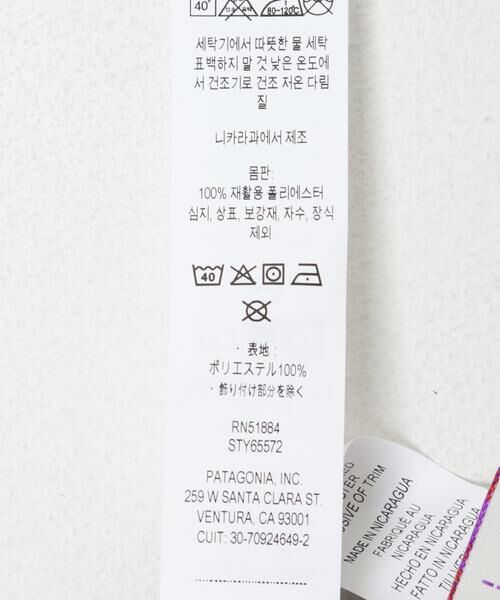 40°
80~120°C
세탁기에서 따뜻한 물 세탁
표백하지 말 것 낮은 온도에
서 건조기로 건조 저온 다림
질
니카라과에서 제조
몸판:
100% 재활용 폴리에스터
심지, 상표, 보강재, 자수, 장식
제외
40
・表地 :
ポリエステル100%
・飾り付け部分を除く
RN51884
STY65572
PATAGONIA, INC.
259 W SANTA CLARA ST.
VENTURA, CA 93001
CUIT: 30-70924649-2
OF TRIM
MADE IN NICARAGUA
FABRIQUÉ AU
NICARAGUA
HECHO EN NICARAGUA
FATTO IN NICARAGUA